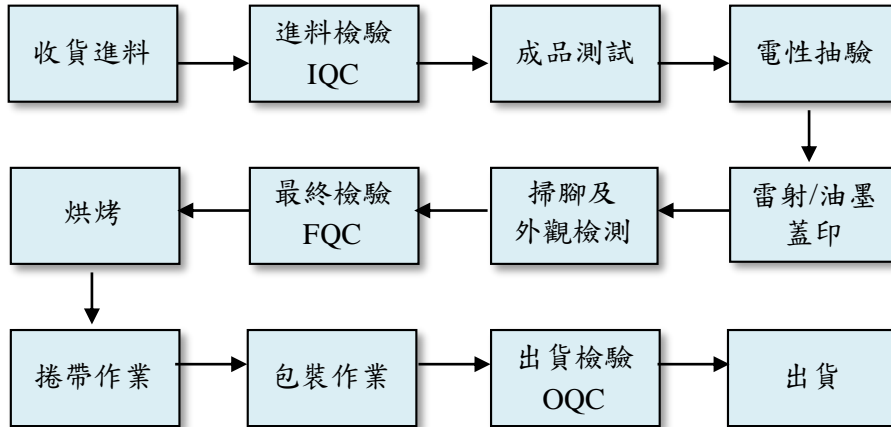 收貨進料
進料檢驗
IQC
成品測試
電性抽驗
雷射/油墨
蓋印
掃腳及
外觀檢測
最終檢驗
FQC
烘烤
捲帶作業
包裝作業
出貨檢驗
OQC
出貨